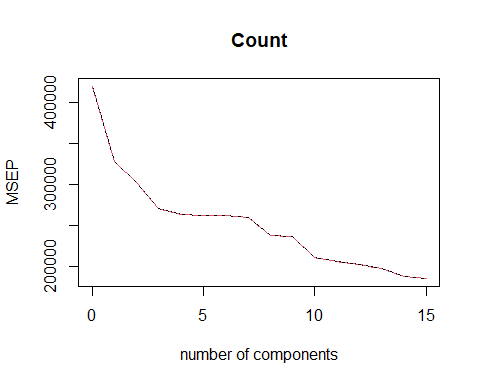 Count
MSEP
400000
300000
200000
0 5 10 15
number of components